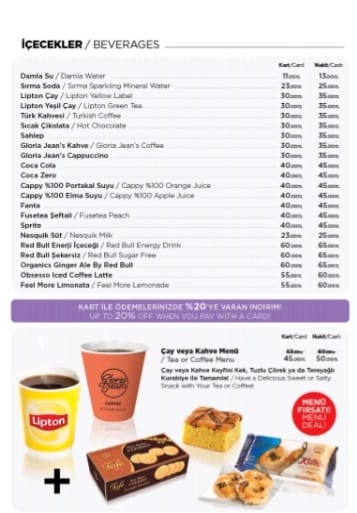 İÇECEKLER / BEVERAGES
Kart/Card Nakit/Cash
Damla Su / Damla Water 11.00TL 13.00TL
Sırma Soda / Sırma Sparkling Mineral Water 23.00TL 25.00TL
Lipton Çay / Lipton Yellow Label 30.00TL 35.00TL
Lipton Yeşil Çay / Lipton Green Tea 30.00TL 35.00TL
Türk Kahvesi / Turkish Coffee 30.00TL 35.00TL
Sıcak Çikolata / Hot Chocolate 30.00TL 35.00TL
Sahlep 30.00TL 35.00TL
Gloria Jean's Kahve / Gloria Jean's Coffee 30.00TL 35.00TL
Gloria Jean's Cappuccino 30.00TL 35.00TL
Coca Cola 40.00TL 45.00TL
Coca Zero 40.00TL 45.00TL
Cappy %100 Portakal Suyu / Cappy %100 Orange Juice 40.00TL 45.00TL
Cappy %100 Elma Suyu / Cappy %100 Apple Juice 40.00TL 45.00TL
Fanta 40.00TL 45.00TL
Fusetea Şeftali / Fusetea Peach 40.00TL 45.00TL
Sprite 40.00TL 45.00TL
Nesquik Süt / Nesquik Milk 23.00TL 25.00TL
Red Bull Enerji İçeceği / Red Bull Energy Drink 60.00TL 65.00TL
Red Bull Şekersiz / Red Bull Sugar Free 60.00TL 65.00TL
Organics Ginger Ale By Red Bull 60.00TL 65.00TL
Obsesso Iced Coffee Latte 55.00TL 60.00TL
Feel More Limonata / Feel More Lemonade 55.00TL 60.00TL
KART İLE ÖDEMELERİNİZDE %20'YE VARAN İNDİRİM!
UP TO 20% OFF WHEN YOU PAY WITH A CARD!
Kart/Card Nakit/Cash
Çay veya Kahve Menü
/ Tea or Coffee Menu 45.00TL 50.00TL
Çay veya Kahve Keyfini Kek, Tuzlu Çörek ya da Tereyağlı
Kurabiye ile Tamamla! / Have a Delicious Sweet or Salty
Snack with Your Tea or Coffee!
MENÜ
FIRSATI!
MENU
DEAL!
Gloria
Jean's
COFFEES
Lipton
+